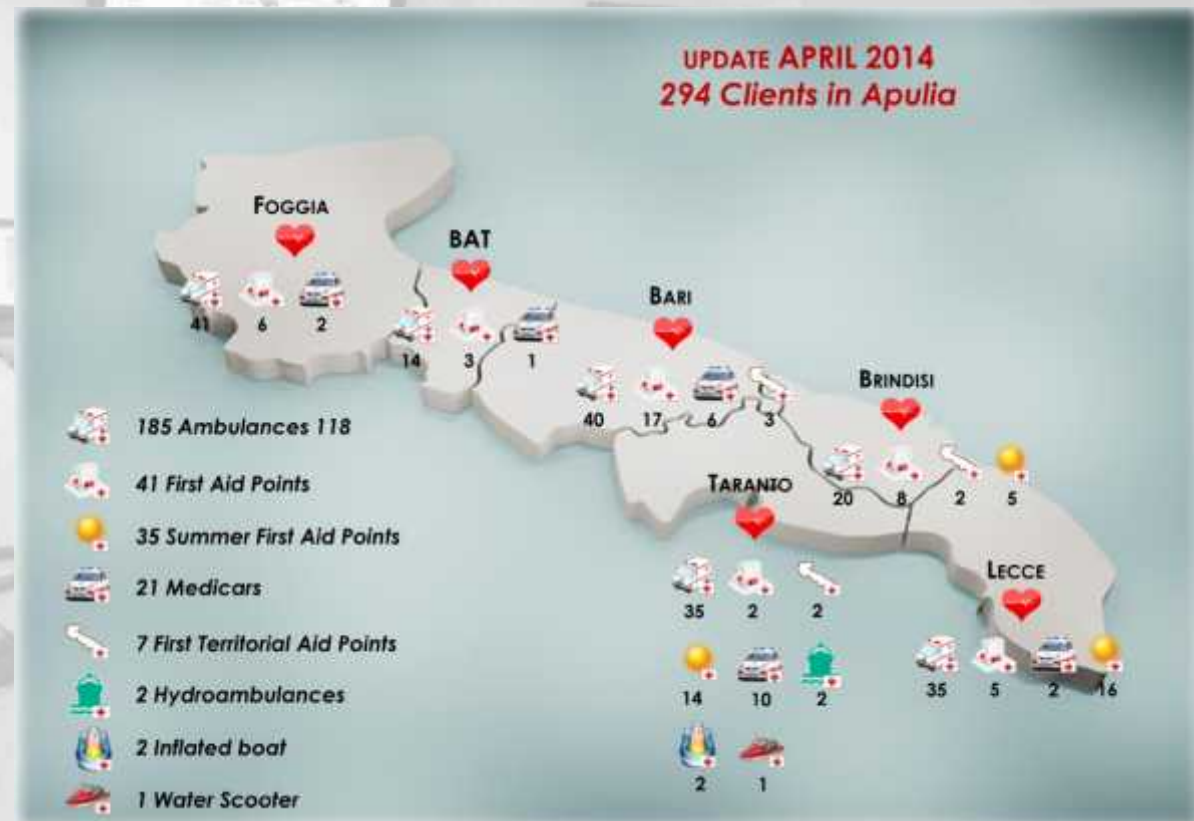 UPDATE APRIL 2014
294 Clients in Apulia
FOGGIA
41 6 2
BAT
14 3 1
BARI
40 17 6 3
BRINDISI
20 8 2 5
TARANTO
35 2 2
14 10 2
2 1
LECCE
35 5 2 16
185 Ambulances 118
41 First Aid Points
35 Summer First Aid Points
21 Medicars
7 First Territorial Aid Points
2 Hydroambulances
2 Inflated boat
1 Water Scooter